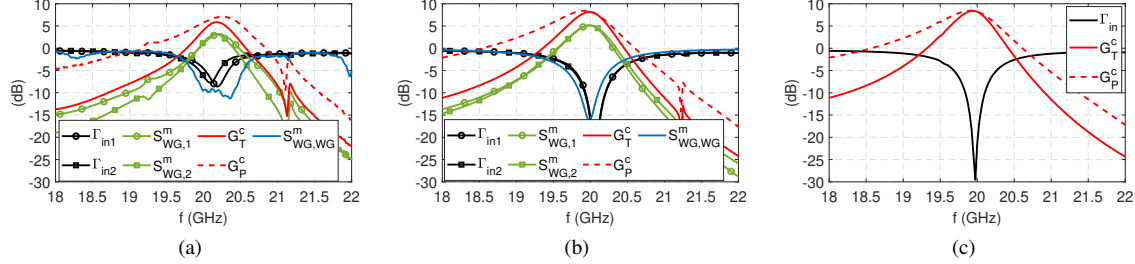 10
5
0
-5
-10
-15
-20
-25
-30
(dB)
Γin1 S^m_WG,1 G^c_T S^m_WG,WG
Γin2 S^m_WG,2 G^c_P
18 18.5 19 19.5 20 20.5 21 21.5 22
f (GHz)
(a)
10
5
0
-5
-10
-15
-20
-25
-30
(dB)
Γin1 S^m_WG,1 G^c_T S^m_WG,WG
Γin2 S^m_WG,2 G^c_P
18 18.5 19 19.5 20 20.5 21 21.5 22
f (GHz)
(b)
10
5
0
-5
-10
-15
-20
-25
-30
(dB)
Γin
G^c_T
G^c_P
18 18.5 19 19.5 20 20.5 21 21.5 22
f (GHz)
(c)